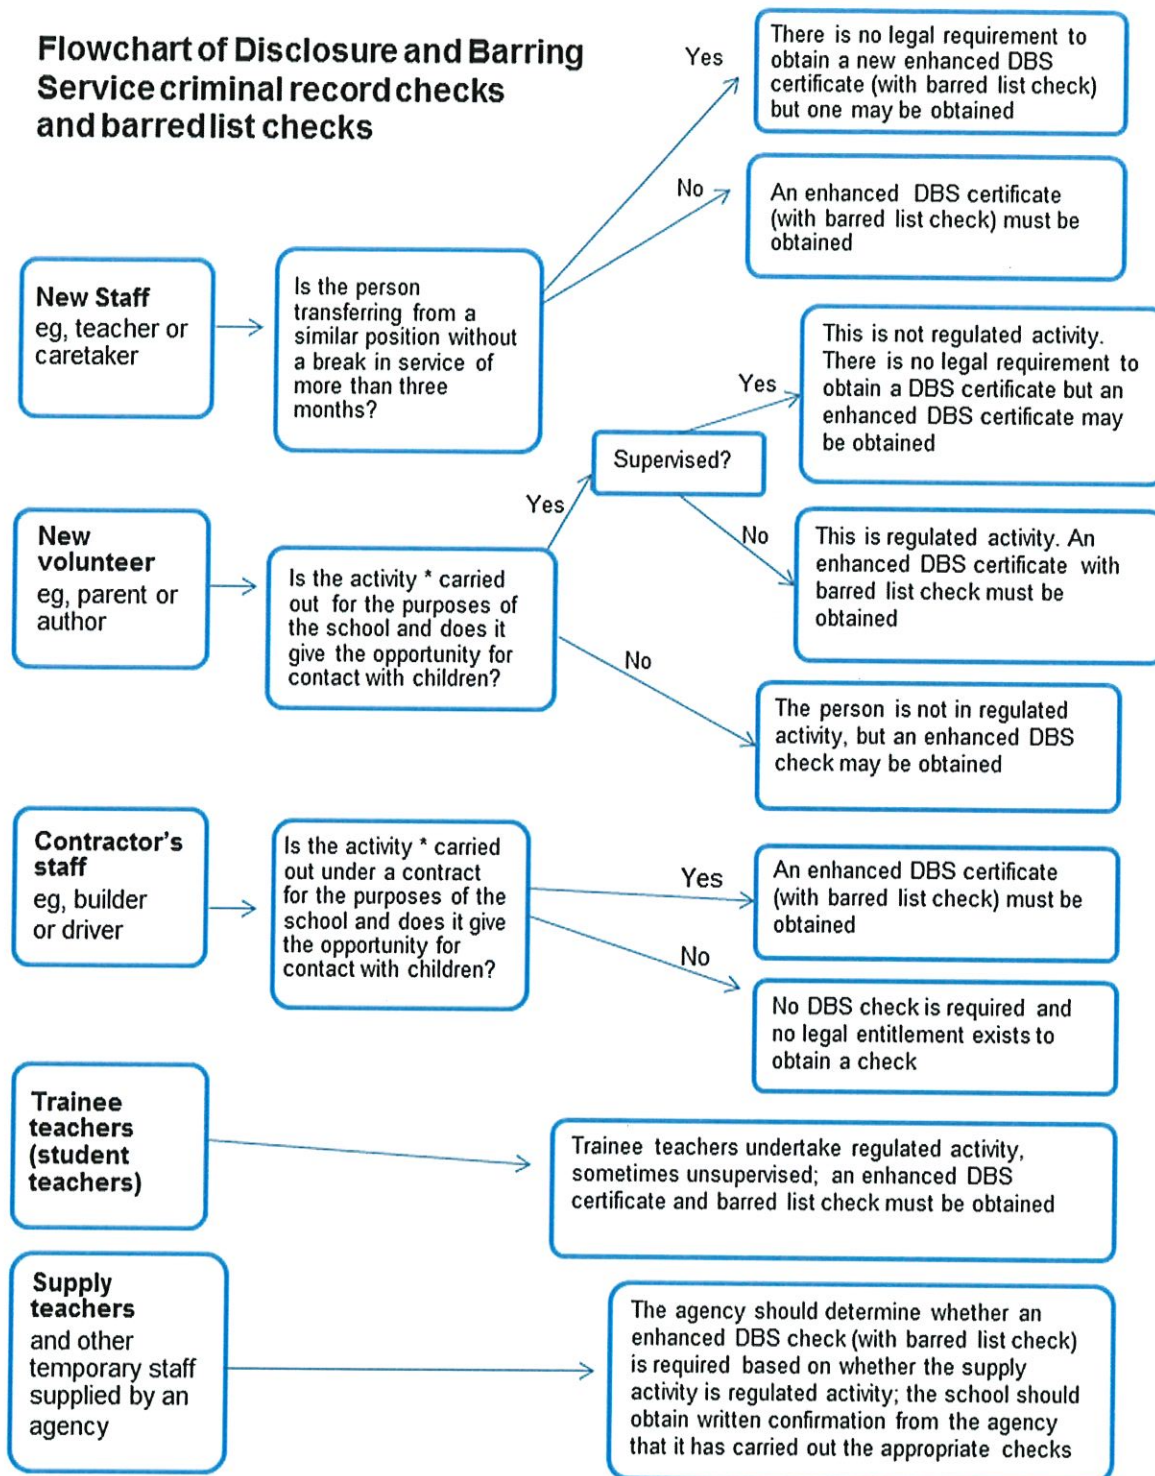 Flowchart of Disclosure and Barring
Service criminal record checks
and barred list checks
Yes
There is no legal requirement to
obtain a new enhanced DBS
certificate (with barred list check)
but one may be obtained
No
An enhanced DBS certificate
(with barred list check) must be
obtained
New Staff
eg, teacher or
caretaker
Is the person
transferring from a
similar position without
a break in service of
more than three
months?
This is not regulated activity.
There is no legal requirement to
obtain a DBS certificate but an
enhanced DBS certificate may
be obtained
Yes
Supervised?
Yes
No
This is regulated activity. An
enhanced DBS certificate with
barred list check must be
obtained
New
volunteer
eg, parent or
author
Is the activity * carried
out for the purposes of
the school and does it
give the opportunity for
contact with children?
No
The person is not in regulated
activity, but an enhanced DBS
check may be obtained
Contractor's
staff
eg, builder
or driver
Is the activity * carried
out under a contract
for the purposes of the
school and does it give
the opportunity for
contact with children?
Yes
An enhanced DBS certificate
(with barred list check) must be
obtained
No
No DBS check is required and
no legal entitlement exists to
obtain a check
Trainee
teachers
(student
teachers)
Trainee teachers undertake regulated activity,
sometimes unsupervised; an enhanced DBS
certificate and barred list check must be obtained
Supply
teachers
and other
temporary staff
supplied by an
agency
The agency should determine whether an
enhanced DBS check (with barred list check)
is required based on whether the supply
activity is regulated activity; the school should
obtain written confirmation from the agency
that it has carried out the appropriate checks